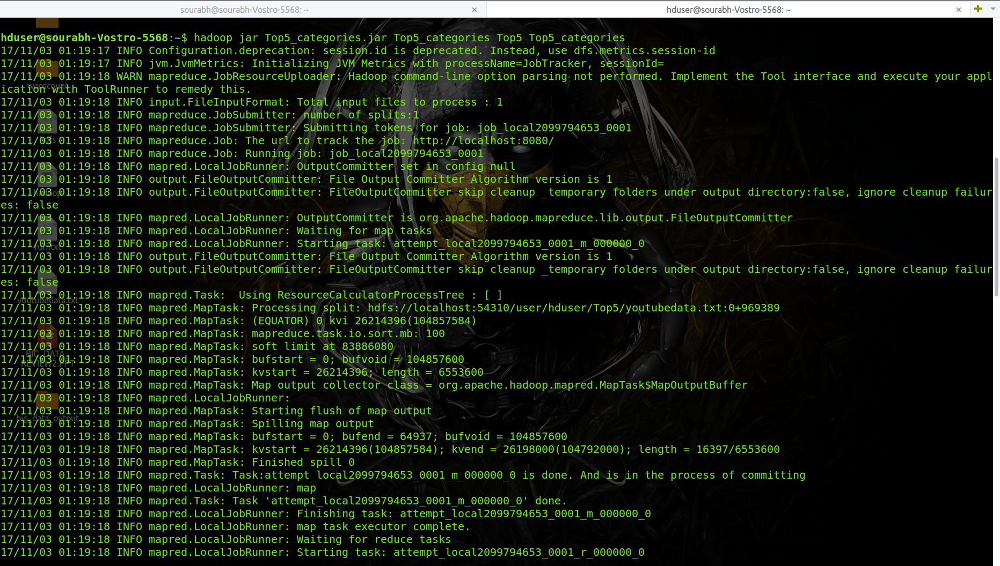 sourabh@sourabh-Vostro-5568: ~
hduser@sourabh-Vostro-5568: ~
hduser@sourabh-Vostro-5568:~$ hadoop jar Top5_categories.jar Top5_categories Top5 Top5_categories
17/11/03 01:19:17 INFO Configuration.deprecation: session.id is deprecated. Instead, use dfs.metrics.session-id
17/11/03 01:19:17 INFO jvm.JvmMetrics: Initializing JVM Metrics with processName=JobTracker, sessionId=
17/11/03 01:19:18 WARN mapreduce.JobResourceUploader: Hadoop command-line option parsing not performed. Implement the Tool interface and execute your appl
ication with ToolRunner to remedy this.
17/11/03 01:19:18 INFO input.FileInputFormat: Total input files to process : 1
17/11/03 01:19:18 INFO mapreduce.JobSubmitter: number of splits:1
17/11/03 01:19:18 INFO mapreduce.JobSubmitter: Submitting tokens for job: job_local2099794653_0001
17/11/03 01:19:18 INFO mapreduce.Job: The url to track the job: http://localhost:8080/
17/11/03 01:19:18 INFO mapreduce.Job: Running job: job_local2099794653_0001
17/11/03 01:19:18 INFO mapred.LocalJobRunner: OutputCommitter set in config null
17/11/03 01:19:18 INFO output.FileOutputCommitter: File Output Committer Algorithm version is 1
17/11/03 01:19:18 INFO output.FileOutputCommitter: FileOutputCommitter skip cleanup _temporary folders under output directory:false, ignore cleanup failur
es: false
17/11/03 01:19:18 INFO mapred.LocalJobRunner: OutputCommitter is org.apache.hadoop.mapreduce.lib.output.FileOutputCommitter
17/11/03 01:19:18 INFO mapred.LocalJobRunner: Waiting for map tasks
17/11/03 01:19:18 INFO mapred.LocalJobRunner: Starting task: attempt_local2099794653_0001_m_000000_0
17/11/03 01:19:18 INFO output.FileOutputCommitter: File Output Committer Algorithm version is 1
17/11/03 01:19:18 INFO output.FileOutputCommitter: FileOutputCommitter skip cleanup _temporary folders under output directory:false, ignore cleanup failur
es: false
17/11/03 01:19:18 INFO mapred.Task:  Using ResourceCalculatorProcessTree : [ ]
17/11/03 01:19:18 INFO mapred.MapTask: Processing split: hdfs://localhost:54310/user/hduser/Top5/youtubedata.txt:0+969389
17/11/03 01:19:18 INFO mapred.MapTask: (EQUATOR) 0 kvi 26214396(104857584)
17/11/03 01:19:18 INFO mapred.MapTask: mapreduce.task.io.sort.mb: 100
17/11/03 01:19:18 INFO mapred.MapTask: soft limit at 83886080
17/11/03 01:19:18 INFO mapred.MapTask: bufstart = 0; bufvoid = 104857600
17/11/03 01:19:18 INFO mapred.MapTask: kvstart = 26214396; length = 6553600
17/11/03 01:19:18 INFO mapred.MapTask: Map output collector class = org.apache.hadoop.mapred.MapTask$MapOutputBuffer
17/11/03 01:19:18 INFO mapred.LocalJobRunner:
17/11/03 01:19:18 INFO mapred.MapTask: Starting flush of map output
17/11/03 01:19:18 INFO mapred.MapTask: Spilling map output
17/11/03 01:19:18 INFO mapred.MapTask: bufstart = 0; bufend = 64937; bufvoid = 104857600
17/11/03 01:19:18 INFO mapred.MapTask: kvstart = 26214396(104857584); kvend = 26198000(104792000); length = 16397/6553600
17/11/03 01:19:18 INFO mapred.MapTask: Finished spill 0
17/11/03 01:19:18 INFO mapred.Task: Task:attempt_local2099794653_0001_m_000000_0 is done. And is in the process of committing
17/11/03 01:19:18 INFO mapred.LocalJobRunner: map
17/11/03 01:19:18 INFO mapred.Task: Task 'attempt_local2099794653_0001_m_000000_0' done.
17/11/03 01:19:18 INFO mapred.LocalJobRunner: Finishing task: attempt_local2099794653_0001_m_000000_0
17/11/03 01:19:18 INFO mapred.LocalJobRunner: map task executor complete.
17/11/03 01:19:18 INFO mapred.LocalJobRunner: Waiting for reduce tasks
17/11/03 01:19:18 INFO mapred.LocalJobRunner: Starting task: attempt_local2099794653_0001_r_000000_0
wordcount
hadoop
run.txt
youtubedata.txt
BIG_DATA_
REVIEW2.PPT
big_data_output